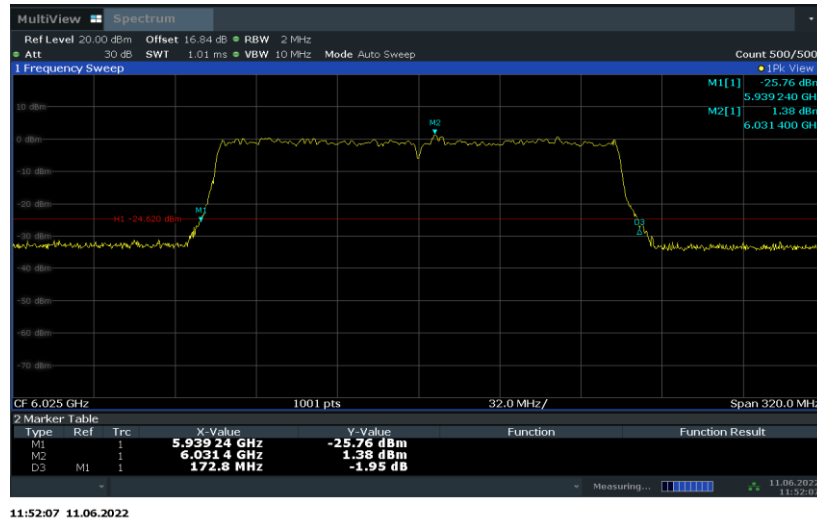 MultiView Spectrum
Ref Level 20.00 dBm Offset 16.84 dB RBW 2 MHz
Att 30 dB SWT 1.01 ms VBW 10 MHz Mode Auto Sweep Count 500/500
1 Frequency Sweep 1Pk View
M1[1] -25.76 dBm
5.939 240 GH
M2[1] 1.38 dBm
6.031 400 GH
10 dBm
M2
0 dBm
-10 dBm
-20 dBm
M1
H1 -24.620 dBm
D3
-30 dBm
-40 dBm
-50 dBm
-60 dBm
-70 dBm
CF 6.025 GHz 1001 pts 32.0 MHz/ Span 320.0 MHz
2 Marker Table
Type Ref Trc X-Value Y-Value Function Function Result
M1 1 5.939 24 GHz -25.76 dBm
M2 1 6.031 4 GHz 1.38 dBm
D3 M1 1 172.8 MHz -1.95 dB
Measuring... 11.06.2022
11:52:07
11:52:07 11.06.2022